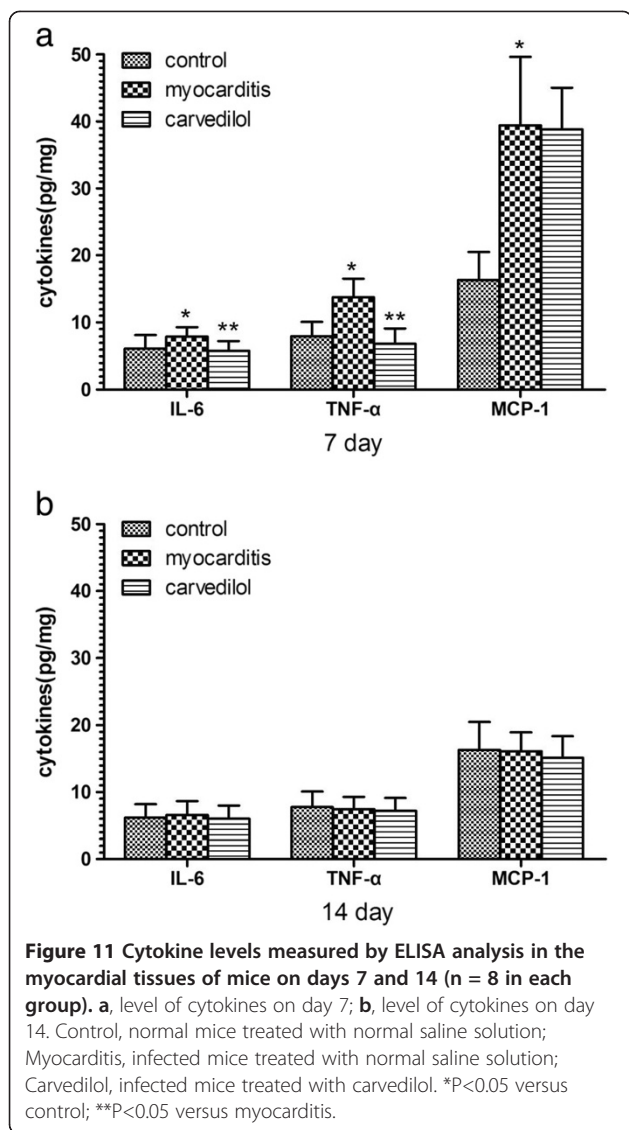 a
50
40
30
20
10
0
cytokines(pg/mg)
control
myocarditis
carvedilol
*
**
*
**
*
IL-6 TNF-α MCP-1
7 day
b
50
40
30
20
10
0
cytokines(pg/mg)
control
myocarditis
carvedilol
IL-6 TNF-α MCP-1
14 day
Figure 11 Cytokine levels measured by ELISA analysis in the
myocardial tissues of mice on days 7 and 14 (n = 8 in each
group). a, level of cytokines on day 7; b, level of cytokines on day
14. Control, normal mice treated with normal saline solution;
Myocarditis, infected mice treated with normal saline solution;
Carvedilol, infected mice treated with carvedilol. *P<0.05 versus
control; **P<0.05 versus myocarditis.